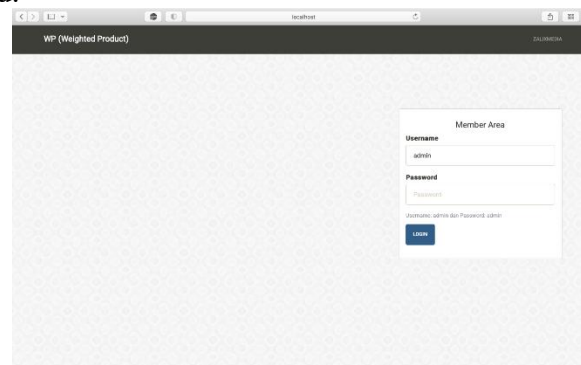 localhost
WP (Weighted Product)
Member Area
Username
admin
Password
Password
Username: admin dan Password: admin
LOGIN